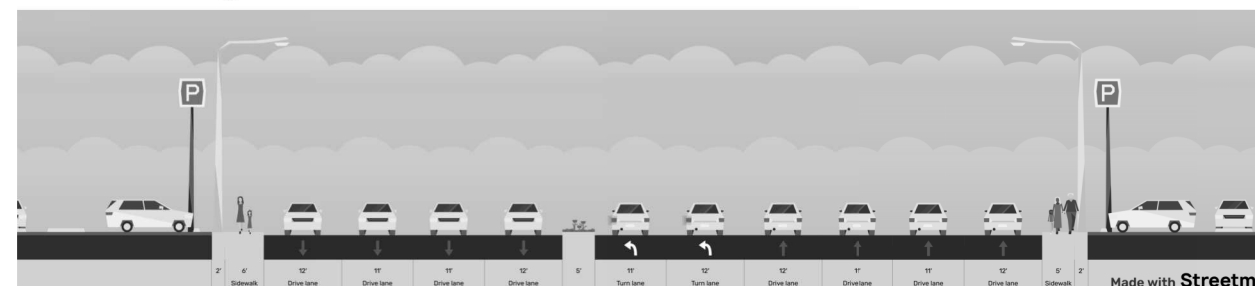 P
P
2' 6' 12' 11' 11' 12' 5' 11' 12' 12' 11' 11' 12' 5' 2'
Sidewalk Drive lane Drive lane Drive lane Drive lane Turn lane Turn lane Drive lane Drive lane Drive lane Drive lane Sidewalk
Made with Streetm